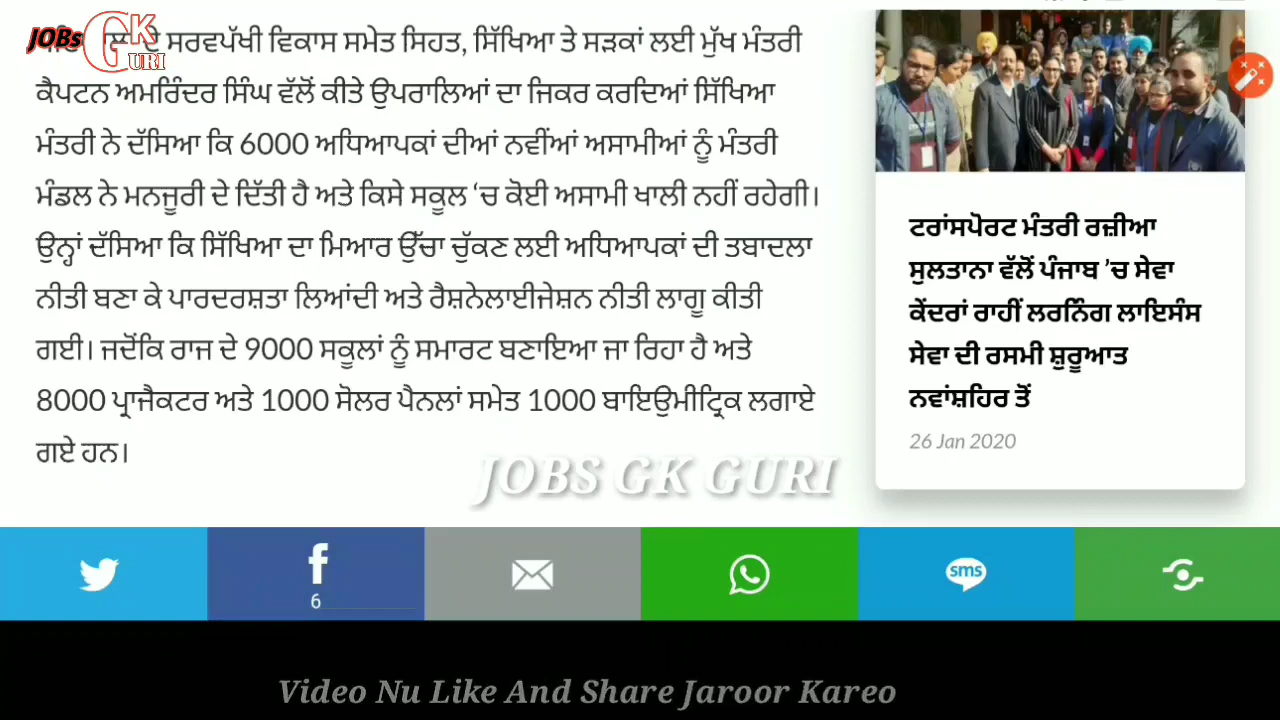 JOBs GK GURI
ਦੇ ਸਰਵਪੱਖੀ ਵਿਕਾਸ ਸਮੇਤ ਸਿਹਤ, ਸਿੱਖਿਆ ਤੇ ਸੜਕਾਂ ਲਈ ਮੁੱਖ ਮੰਤਰੀ
ਕੈਪਟਨ ਅਮਰਿੰਦਰ ਸਿੰਘ ਵੱਲੋਂ ਕੀਤੇ ਉਪਰਾਲਿਆਂ ਦਾ ਜਿਕਰ ਕਰਦਿਆਂ ਸਿੱਖਿਆ
ਮੰਤਰੀ ਨੇ ਦੱਸਿਆ ਕਿ 6000 ਅਧਿਆਪਕਾਂ ਦੀਆਂ ਨਵੀਂਆਂ ਅਸਾਮੀਆਂ ਨੂੰ ਮੰਤਰੀ
ਮੰਡਲ ਨੇ ਮਨਜੂਰੀ ਦੇ ਦਿੱਤੀ ਹੈ ਅਤੇ ਕਿਸੇ ਸਕੂਲ ‘ਚ ਕੋਈ ਅਸਾਮੀ ਖਾਲੀ ਨਹੀਂ ਰਹੇਗੀ।
ਉਨ੍ਹਾਂ ਦੱਸਿਆ ਕਿ ਸਿੱਖਿਆ ਦਾ ਮਿਆਰ ਉੱਚਾ ਚੁੱਕਣ ਲਈ ਅਧਿਆਪਕਾਂ ਦੀ ਤਬਾਦਲਾ
ਨੀਤੀ ਬਣਾ ਕੇ ਪਾਰਦਰਸ਼ਤਾ ਲਿਆਂਦੀ ਅਤੇ ਰੈਸ਼ਨੇਲਾਈਜੇਸ਼ਨ ਨੀਤੀ ਲਾਗੂ ਕੀਤੀ
ਗਈ। ਜਦੋਂਕਿ ਰਾਜ ਦੇ 9000 ਸਕੂਲਾਂ ਨੂੰ ਸਮਾਰਟ ਬਣਾਇਆ ਜਾ ਰਿਹਾ ਹੈ ਅਤੇ
8000 ਪ੍ਰਾਜੈਕਟਰ ਅਤੇ 1000 ਸੋਲਰ ਪੈਨਲਾਂ ਸਮੇਤ 1000 ਬਾਇਉਮੀਟ੍ਰਿਕ ਲਗਾਏ
ਗਏ ਹਨ।
ਟਰਾਂਸਪੋਰਟ ਮੰਤਰੀ ਰਜ਼ੀਆ
ਸੁਲਤਾਨਾ ਵੱਲੋਂ ਪੰਜਾਬ ’ਚ ਸੇਵਾ
ਕੇਂਦਰਾਂ ਰਾਹੀਂ ਲਰਨਿੰਗ ਲਾਇਸੰਸ
ਸੇਵਾ ਦੀ ਰਸਮੀ ਸ਼ੁਰੂਆਤ
ਨਵਾਂਸ਼ਹਿਰ ਤੋਂ
26 Jan 2020
JOBS GK GURI
6
sms
Video Nu Like And Share Jaroor Kareo